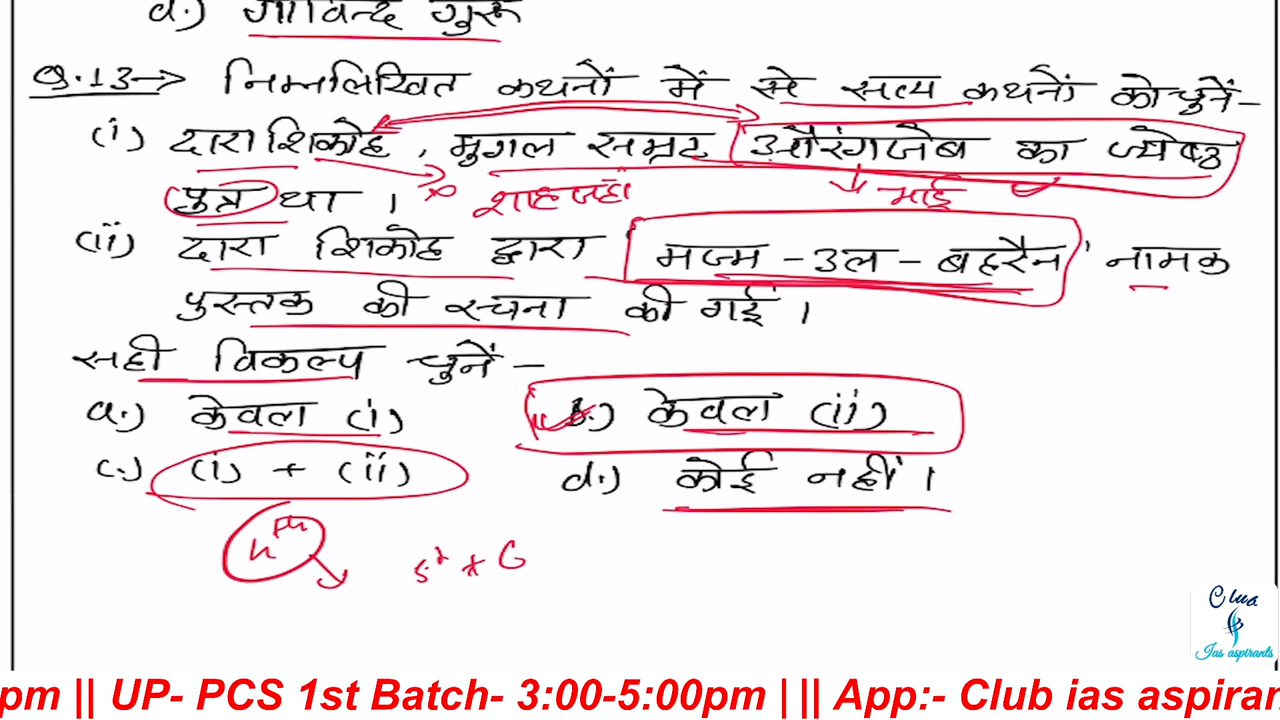 d.) गोविन्द गुरू
Q.13→ निम्नलिखित कथनों में से सत्य कथनों को चुनें-
(i) दारा शिकोह, मुगल सम्राट औरंगजेब का ज्येष्ठ
पुत्र था। × शाहजहाँ भाई
(ii) दारा शिकोह द्वारा 'मज्म-उल-बहरैन' नामक
पुस्तक की रचना की गई।
सही विकल्प चुनें-
a.) केवल (i) b.) केवल (ii)
c.) (i) + (ii) d.) कोई नहीं।
Club
Ias aspirants
pm || UP- PCS 1st Batch- 3:00-5:00pm | || App:- Club ias aspiran